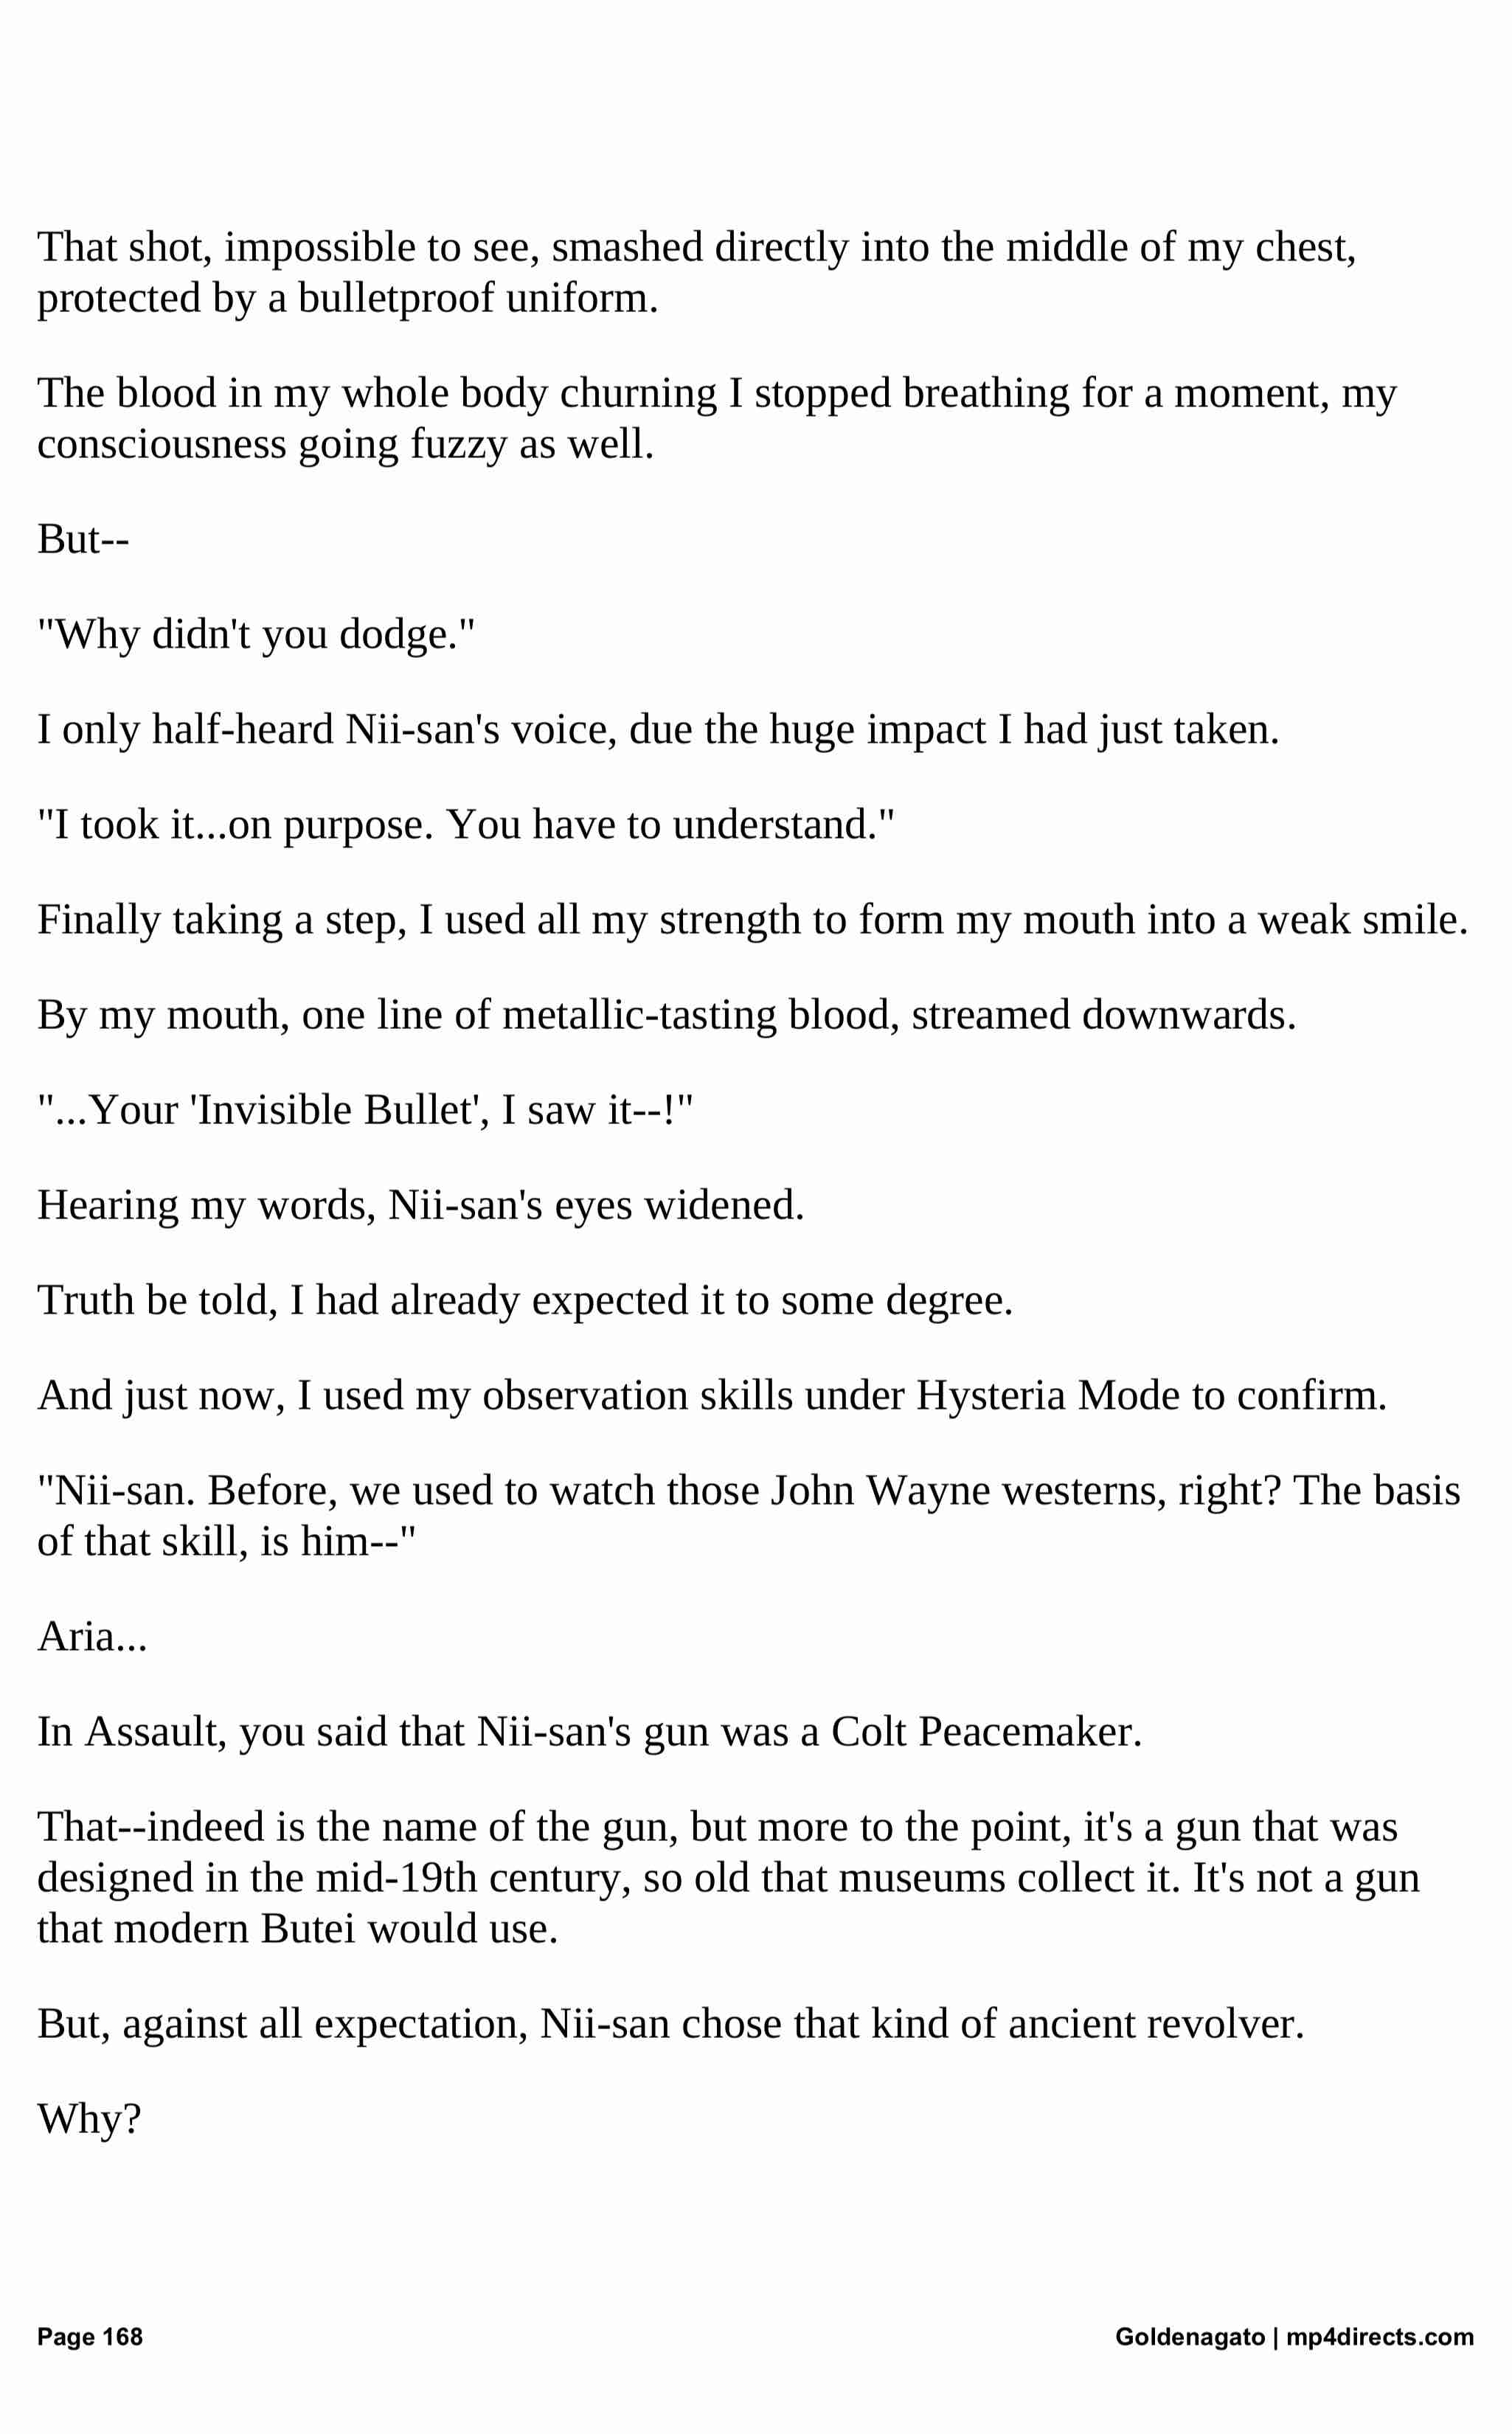 That shot, impossible to see, smashed directly into the middle of my chest,
protected by a bulletproof uniform.
The blood in my whole body churning I stopped breathing for a moment, my
consciousness going fuzzy as well.
But--
"Why didn't you dodge."
I only half-heard Nii-san's voice, due the huge impact I had just taken.
"I took it...on purpose. You have to understand."
Finally taking a step, I used all my strength to form my mouth into a weak smile.
By my mouth, one line of metallic-tasting blood, streamed downwards.
"...Your 'Invisible Bullet', I saw it--!"
Hearing my words, Nii-san's eyes widened.
Truth be told, I had already expected it to some degree.
And just now, I used my observation skills under Hysteria Mode to confirm.
"Nii-san. Before, we used to watch those John Wayne westerns, right? The basis
of that skill, is him--"
Aria...
In Assault, you said that Nii-san's gun was a Colt Peacemaker.
That--indeed is the name of the gun, but more to the point, it's a gun that was
designed in the mid-19th century, so old that museums collect it. It's not a gun
that modern Butei would use.
But, against all expectation, Nii-san chose that kind of ancient revolver.
Why?
Page 168
Goldenagato | mp4directs.com